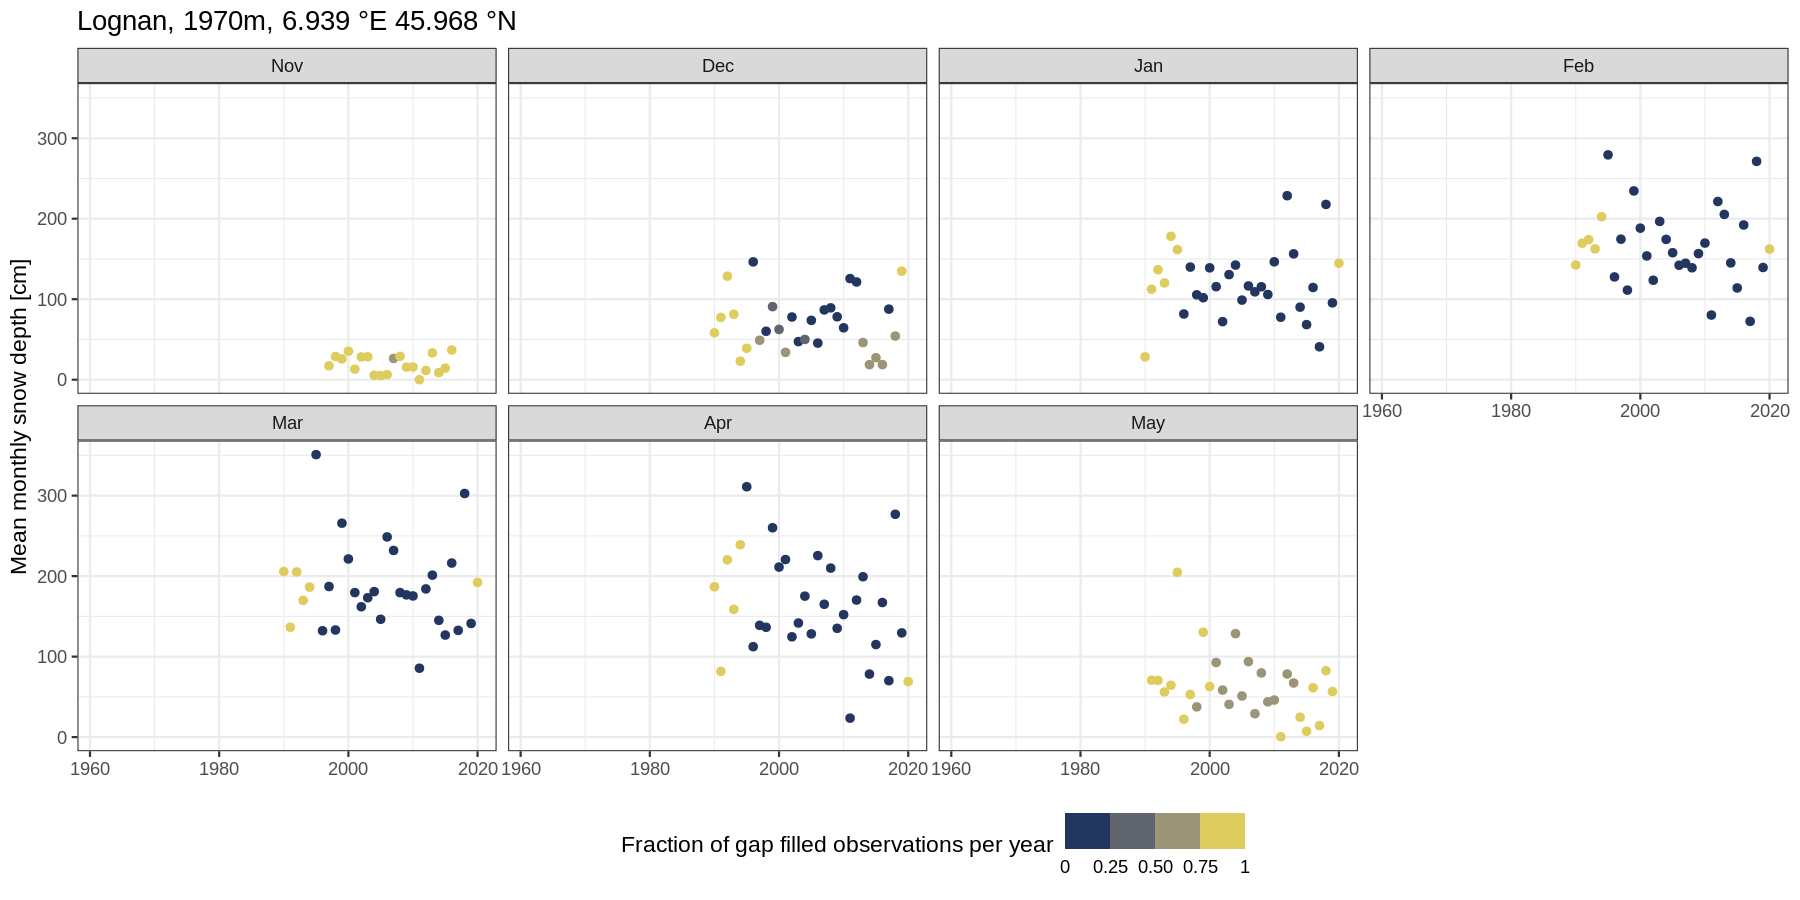 Lognan, 1970m, 6.939 °E 45.968 °N
Nov
Dec
Jan
Feb
300
200
100
0
1960
1980
2000
2020
Mar
Apr
May
300
200
100
0
1960
1980
2000
2020
1960
1980
2000
2020
1960
1980
2000
2020
Mean monthly snow depth [cm]
Fraction of gap filled observations per year
0
0.25
0.50
0.75
1